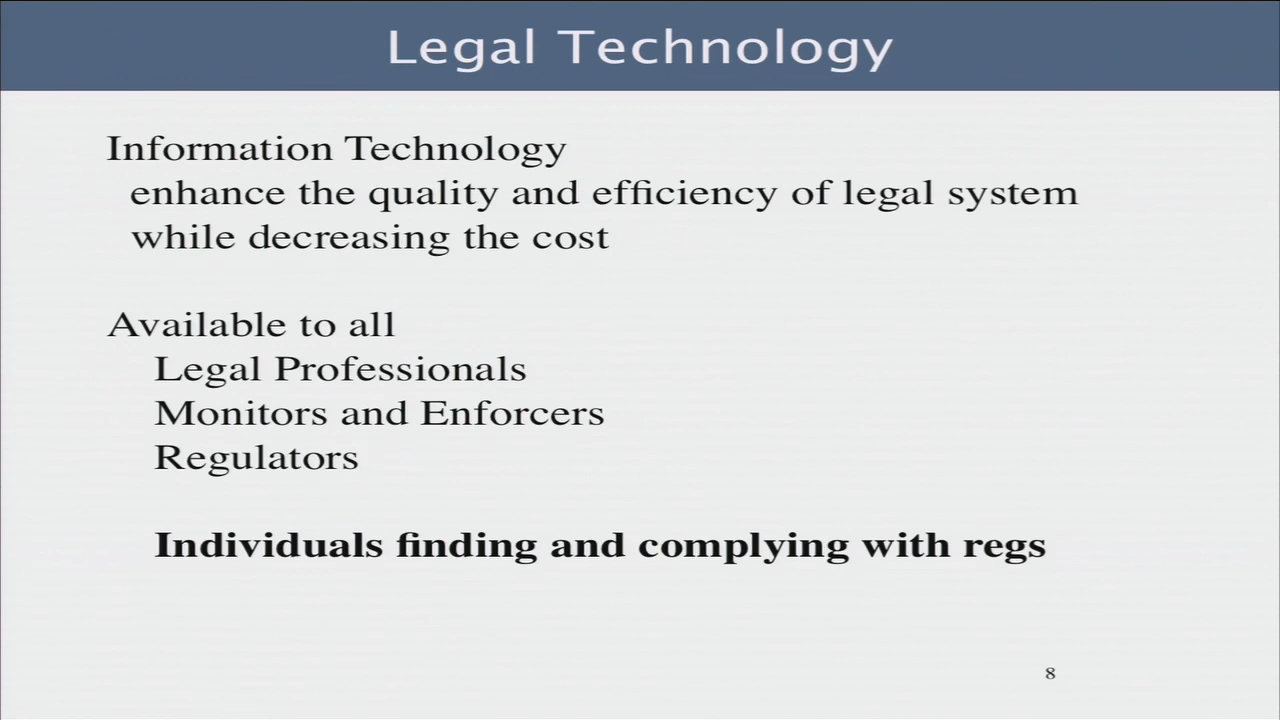 Legal Technology
Information Technology
enhance the quality and efficiency of legal system
while decreasing the cost
Available to all
Legal Professionals
Monitors and Enforcers
Regulators
Individuals finding and complying with regs
8